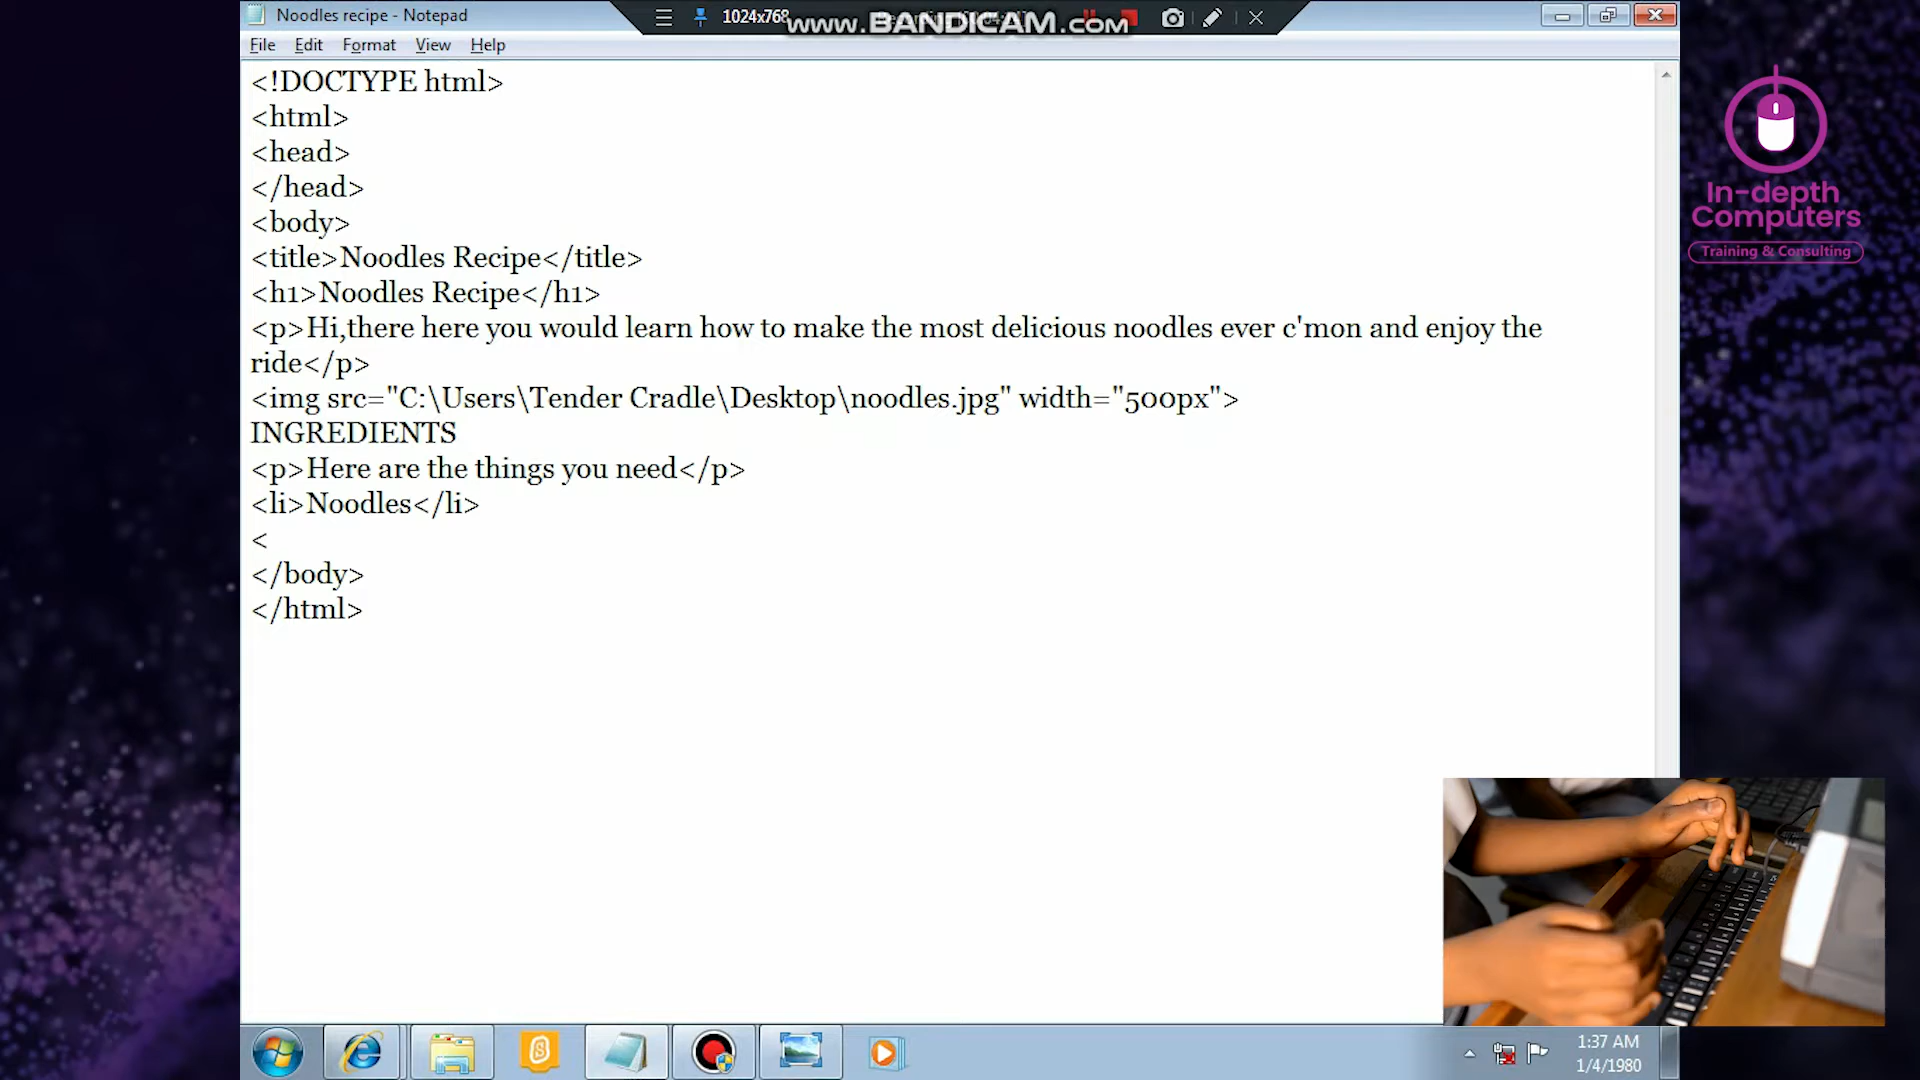 Noodles recipe - Notepad
1024x768
www.BANDICAM.com
File Edit Format View Help
<!DOCTYPE html>
<html>
<head>
</head>
<body>
<title>Noodles Recipe</title>
<h1>Noodles Recipe</h1>
<p>Hi,there here you would learn how to make the most delicious noodles ever c'mon and enjoy the
ride</p>
<img src="C:\Users\Tender Cradle\Desktop\noodles.jpg" width="500px">
INGREDIENTS
<p>Here are the things you need</p>
<li>Noodles</li>
<
</body>
</html>
In-depth
Computers
Training & Consulting
1:37 AM
1/4/1980